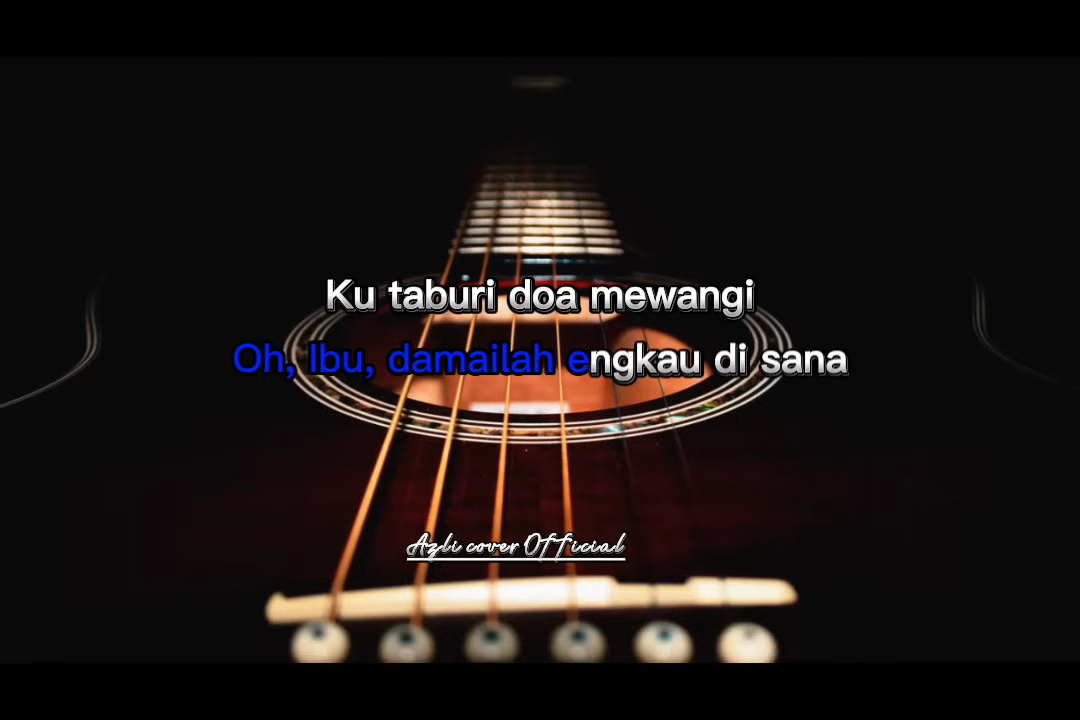 Ku taburi doa mewangi
Oh, Ibu, damailah engkau di sana
Azli cover Official